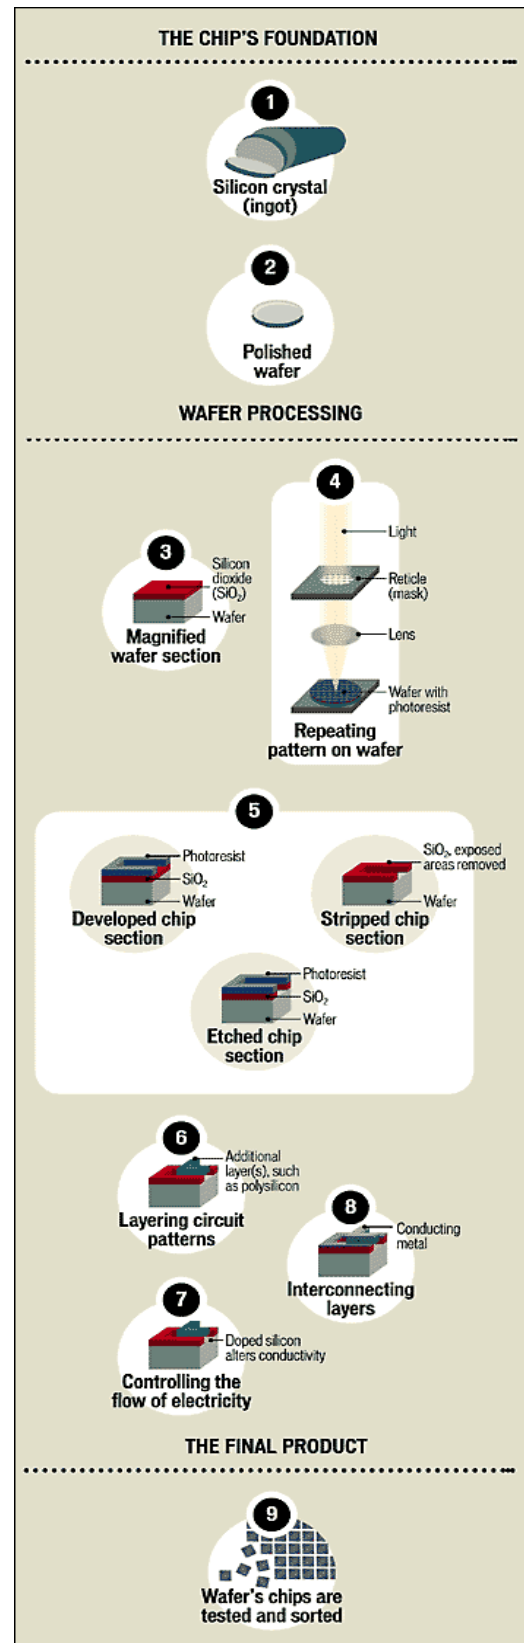 THE CHIP'S FOUNDATION
1
Silicon crystal
(ingot)
2
Polished
wafer
WAFER PROCESSING
3
Silicon
dioxide
(SiO₂)
Wafer
Magnified
wafer section
4
Light
Reticle
(mask)
Lens
Wafer with
photoresist
Repeating
pattern on wafer
5
Photoresist
SiO₂
Wafer
Developed chip
section
SiO₂, exposed
areas removed
Wafer
Stripped chip
section
Photoresist
SiO₂
Wafer
Etched chip
section
6
Additional
layer(s), such
as polysilicon
Layering circuit
patterns
7
Doped silicon
alters conductivity
Controlling the
flow of electricity
8
Conducting
metal
Interconnecting
layers
THE FINAL PRODUCT
9
Wafer's chips are
tested and sorted